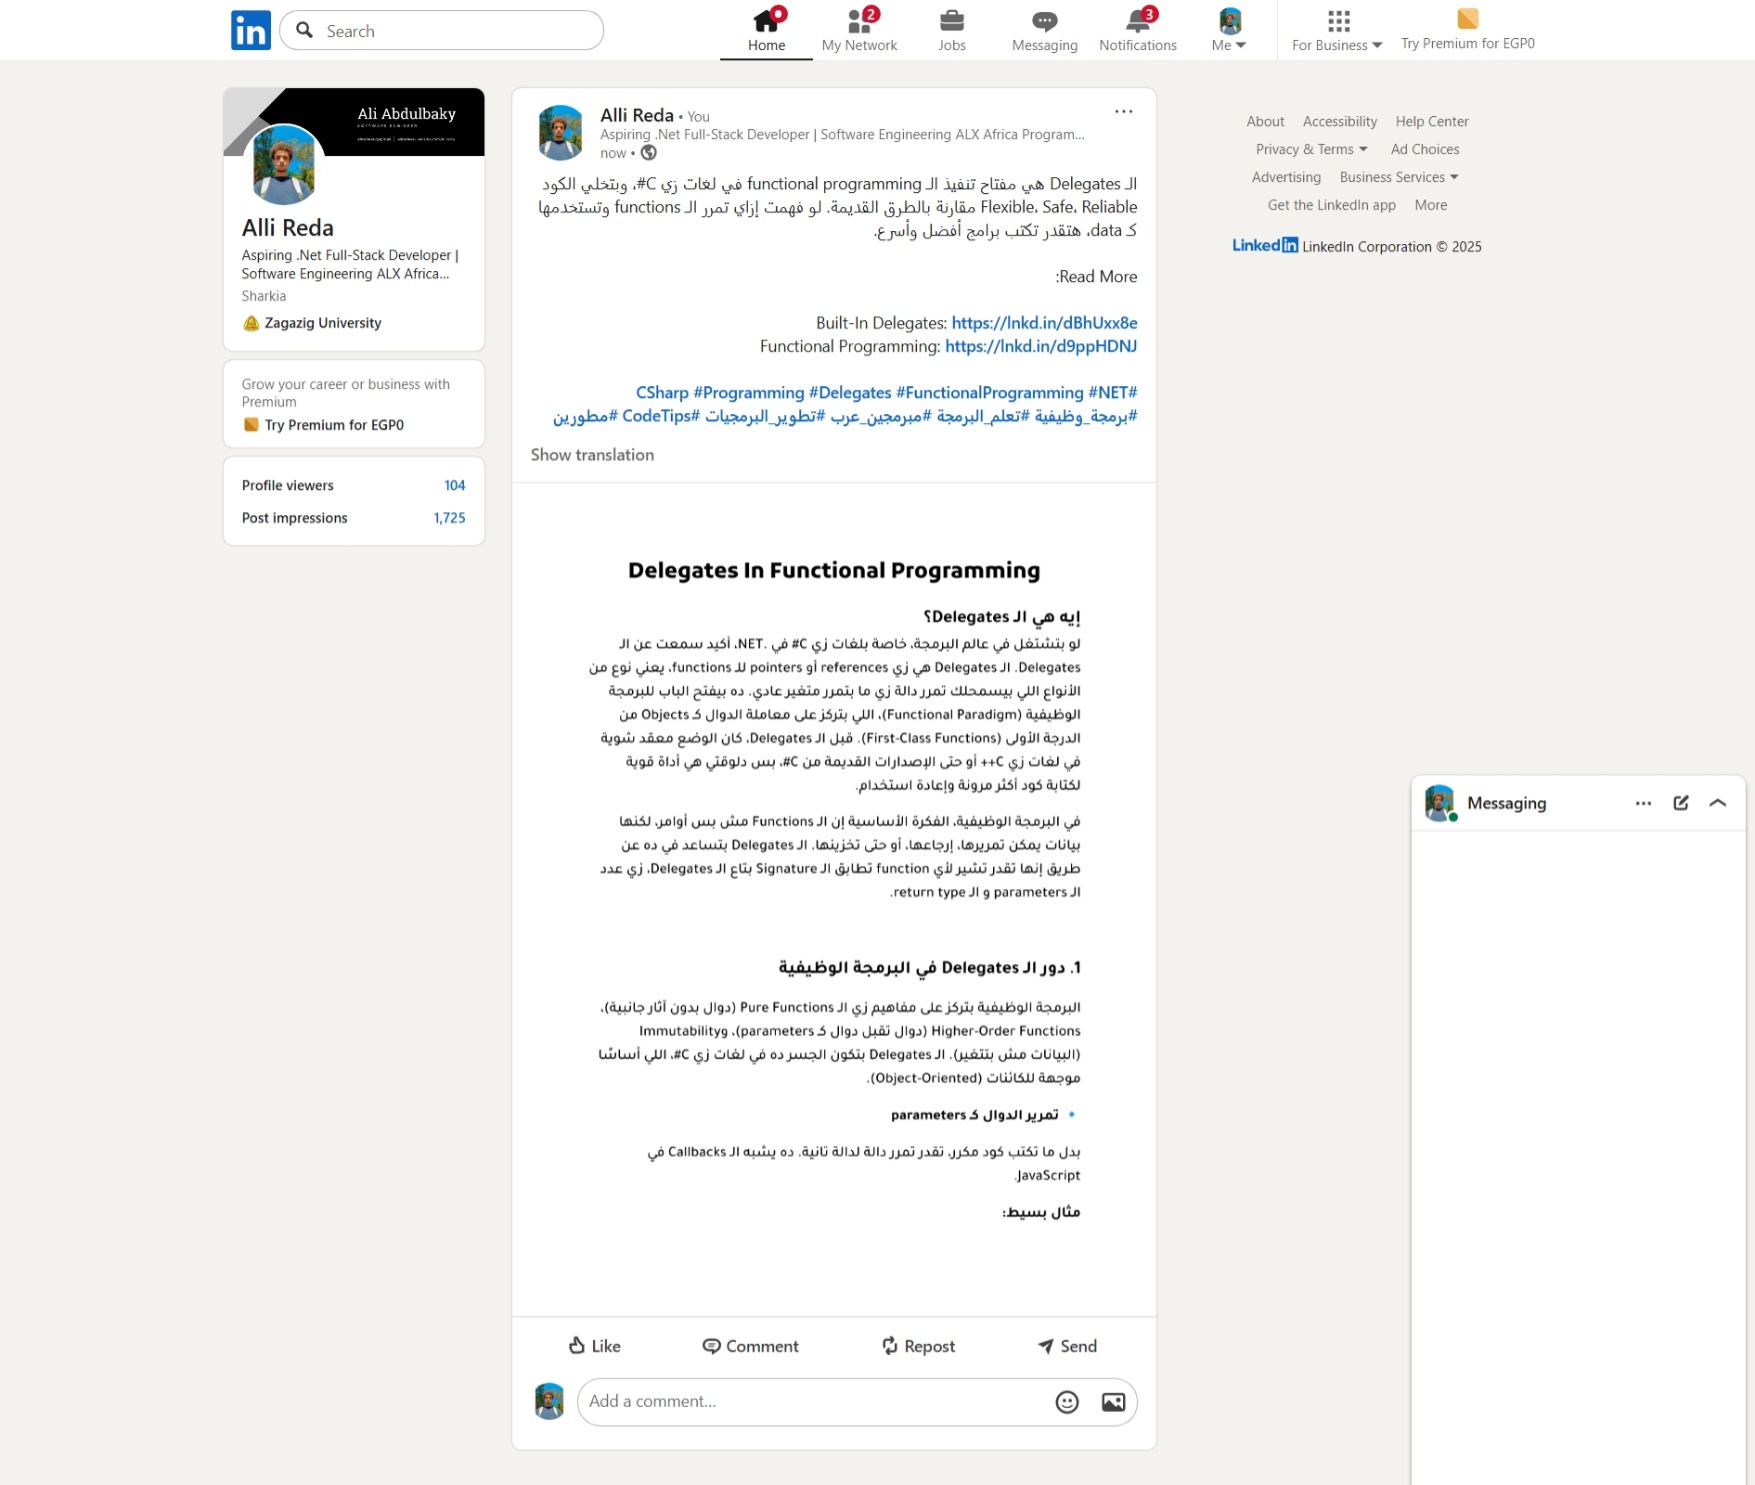 in
Search
Home
2
My Network
Jobs
Messaging
3
Notifications
Me
For Business
Try Premium for EGP0
Ali Abdulbaky
SOFTWARE ENGINEER
Alli Reda
Aspiring .Net Full-Stack Developer |
Software Engineering ALX Africa...
Sharkia
Zagazig University
Grow your career or business with
Premium
Try Premium for EGP0
Profile viewers 104
Post impressions 1,725
Alli Reda • You
Aspiring .Net Full-Stack Developer | Software Engineering ALX Africa Program...
now •
الـ Delegates هي مفتاح تنفيذ الـ functional programming في لغات زي C#، وبتخلي الكود
Flexible، Safe، Reliable مقارنة بالطرق القديمة. لو فهمت إزاي تمرر الـ functions وتستخدمها
كـ data، هتقدر تكتب برامج أفضل وأسرع.
Read More:
Built-In Delegates: https://lnkd.in/dBhUxx8e
Functional Programming: https://lnkd.in/d9ppHDNJ
#CSharp #Programming #Delegates #FunctionalProgramming #NET
#برمجة_وظيفية #تعلم_البرمجة #مبرمجين_عرب #تطوير_البرمجيات #CodeTips #مطورين
Show translation
Delegates In Functional Programming
إيه هي الـ Delegates؟
لو بتشتغل في عالم البرمجة، خاصة بلغات زي C# في .NET، أكيد سمعت عن الـ
Delegates. الـ Delegates هي زي references أو pointers للـ functions، يعني نوع من
الأنواع اللي بيسمحلك تمرر دالة زي ما بتمرر متغير عادي. ده بيفتح الباب للبرمجة
الوظيفية (Functional Paradigm)، اللي بتركز على معاملة الدوال كـ Objects من
الدرجة الأولى (First-Class Functions). قبل الـ Delegates، كان الوضع معقد شوية
في لغات زي C++ أو حتى الإصدارات القديمة من C#، بس دلوقتي هي أداة قوية
لكتابة كود أكثر مرونة وإعادة استخدام.
في البرمجة الوظيفية، الفكرة الأساسية إن الـ Functions مش بس أوامر، لكنها
بيانات يمكن تمريرها، إرجاعها، أو حتى تخزينها. الـ Delegates بتساعد في ده عن
طريق إنها تقدر تشير لأي function تطابق الـ Signature بتاع الـ Delegates، زي عدد
الـ parameters و الـ return type.
1. دور الـ Delegates في البرمجة الوظيفية
البرمجة الوظيفية بتركز على مفاهيم زي الـ Pure Functions (دوال بدون آثار جانبية)،
Higher-Order Functions (دوال تقبل دوال كـ parameters)، وImmutability
(البيانات مش بتتغير). الـ Delegates بتكون الجسر ده في لغات زي C#، اللي أساسًا
موجهة للكائنات (Object-Oriented).
تمرير الدوال كـ parameters
بدل ما تكتب كود مكرر، تقدر تمرر دالة لدالة تانية. ده يشبه الـ Callbacks في
JavaScript.
مثال بسيط:
Like Comment Repost Send
Add a comment...
About Accessibility Help Center
Privacy & Terms Ad Choices
Advertising Business Services
Get the LinkedIn app More
LinkedIn LinkedIn Corporation © 2025
Messaging